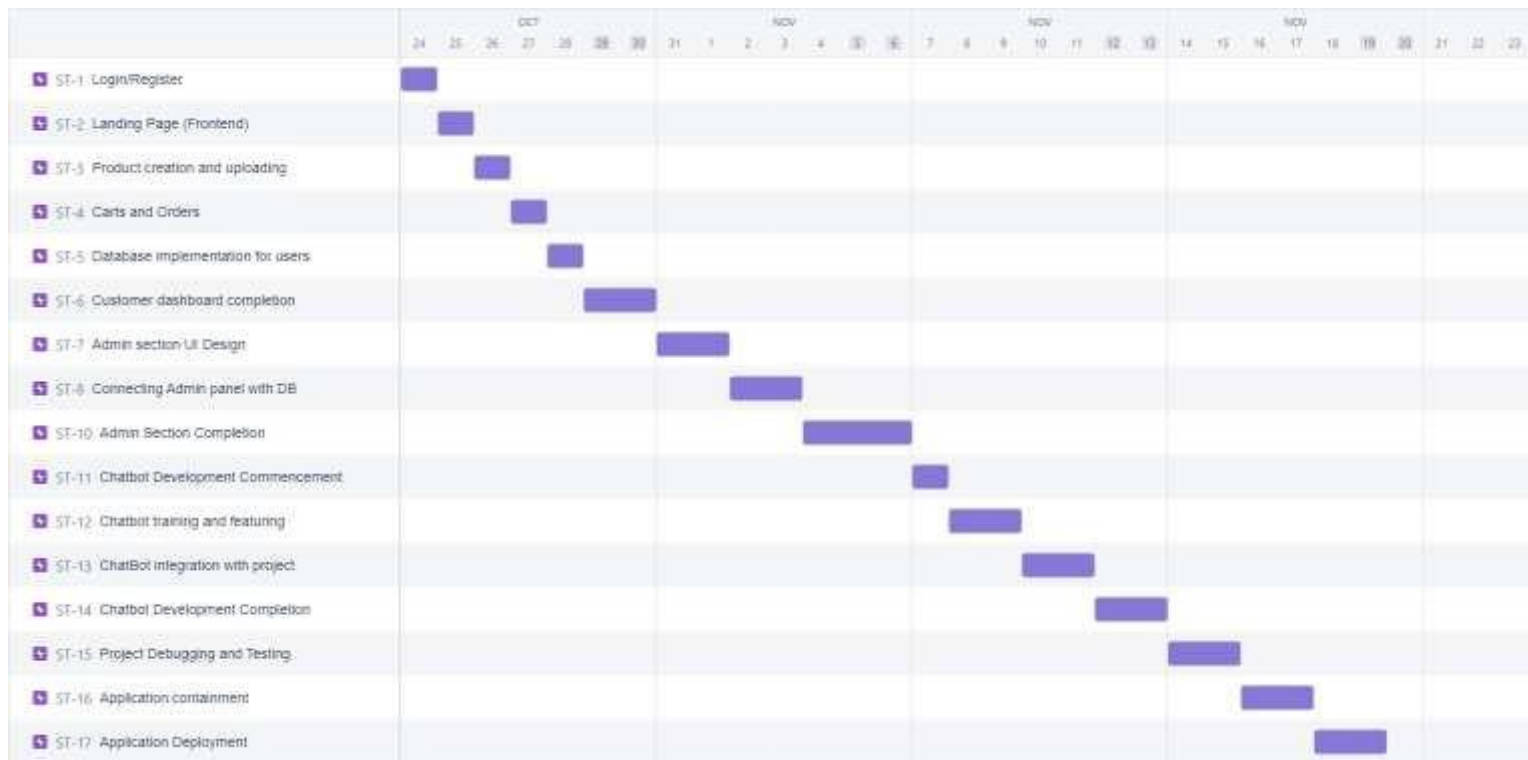 OCT NOV NOV NOV
24 25 26 27 28 29 30 31 1 2 3 4 5 6 7 8 9 10 11 12 13 14 15 16 17 18 19 20 21 22 23
ST-1 Login/Register
ST-2 Landing Page (Frontend)
ST-3 Product creation and uploading
ST-4 Carts and Orders
ST-5 Database implementation for users
ST-6 Customer dashboard completion
ST-7 Admin section UI Design
ST-8 Connecting Admin panel with DB
ST-10 Admin Section Completion
ST-11 Chatbot Development Commencement
ST-12 Chatbot training and featuring
ST-13 ChatBot integration with project
ST-14 Chatbot Development Completion
ST-15 Project Debugging and Testing
ST-16 Application containment
ST-17 Application Deployment